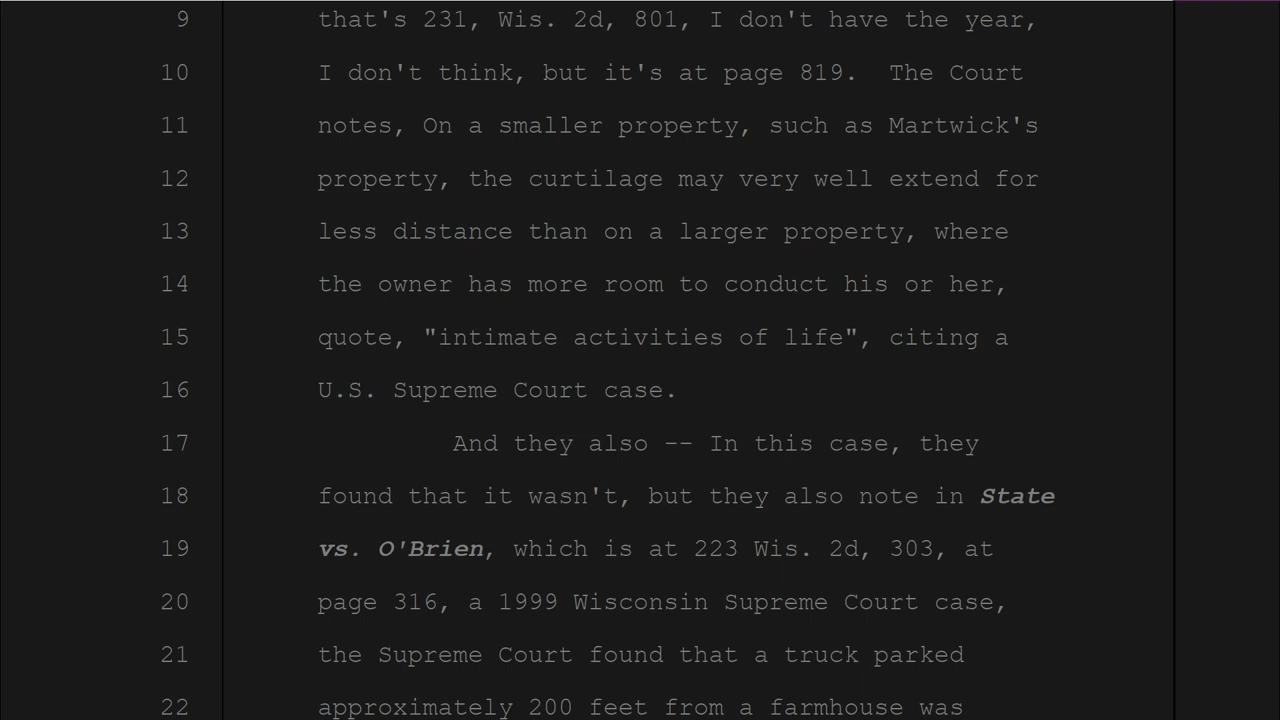 9 that's 231, Wis. 2d, 801, I don't have the year,
10 I don't think, but it's at page 819.  The Court
11 notes, On a smaller property, such as Martwick's
12 property, the curtilage may very well extend for
13 less distance than on a larger property, where
14 the owner has more room to conduct his or her,
15 quote, "intimate activities of life", citing a
16 U.S. Supreme Court case.
17 And they also -- In this case, they
18 found that it wasn't, but they also note in State
19 vs. O'Brien, which is at 223 Wis. 2d, 303, at
20 page 316, a 1999 Wisconsin Supreme Court case,
21 the Supreme Court found that a truck parked
22 approximately 200 feet from a farmhouse was